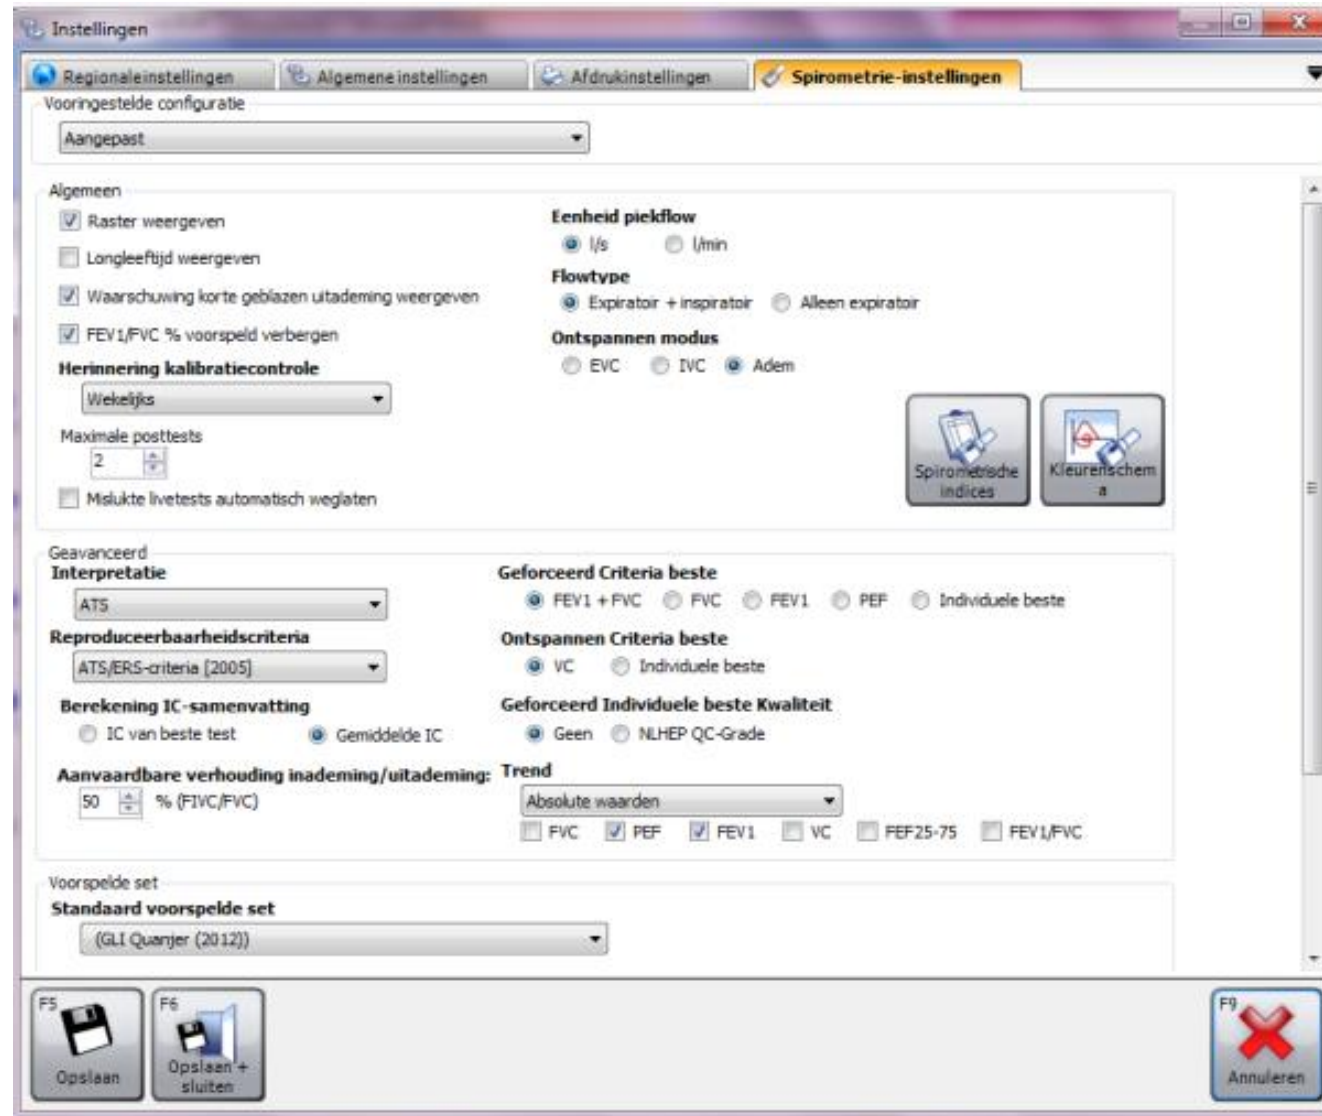 Instellingen
Regionaleinstellingen Algemene instellingen Afdrukinstellingen Spirometrie-instellingen
Vooringestelde configuratie
Aangepast
Algemeen
Raster weergeven
Longleeftijd weergeven
Waarschuwing korte geblazen uitademing weergeven
FEV1/FVC % voorspeld verbergen
Herinnering kalibratiecontrole
Wekelijks
Maximale posttests
2
Mislukte livetests automatisch weglaten
Eenheid piekflow
l/s l/min
Flowtype
Expiratoir + inspiratoir Alleen expiratoir
Ontspannen modus
EVC IVC Adem
Spirometrische
indices
Kleurenschem
a
Geavanceerd
Interpretatie
ATS
Reproduceerbaarheidscriteria
ATS/ERS-criteria [2005]
Berekening IC-samenvatting
IC van beste test Gemiddelde IC
Aanvaardbare verhouding inademing/uitademing:
50 % (FIVC/FVC)
Geforceerd Criteria beste
FEV1 + FVC FVC FEV1 PEF Individuele beste
Ontspannen Criteria beste
VC Individuele beste
Geforceerd Individuele beste Kwaliteit
Geen NLHEP QC-Grade
Trend
Absolute waarden
FVC PEF FEV1 VC FEF25-75 FEV1/FVC
Voorspelde set
Standaard voorspelde set
(GLI Quanjer (2012))
F5
Opslaan
F6
Opslaan +
sluiten
F9
Annuleren